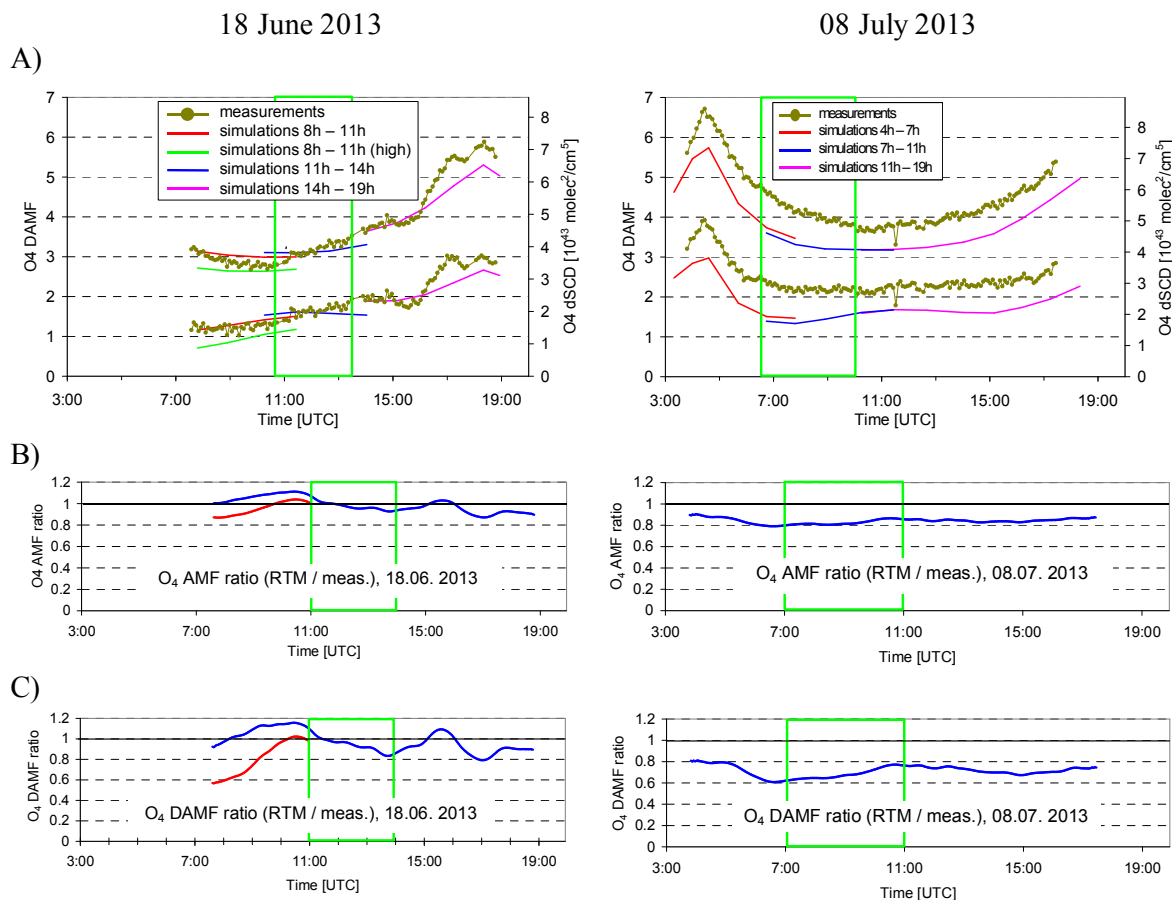 18 June 2013
08 July 2013
A)
7
6
5
4
3
2
1
0
O4 DAMF
measurements
simulations 8h – 11h
simulations 8h – 11h (high)
simulations 11h – 14h
simulations 14h – 19h
8
7
6
5
4
3
2
1
0
O4 dSCD [10⁴³ molec²/cm⁵]
3:00 7:00 11:00 15:00 19:00
Time [UTC]
7
6
5
4
3
2
1
0
O4 DAMF
measurements
simulations 4h – 7h
simulations 7h – 11h
simulations 11h – 19h
8
7
6
5
4
3
2
1
0
O4 dSCD [10⁴³ molec²/cm⁵]
3:00 7:00 11:00 15:00 19:00
Time [UTC]
B)
1.2
1
0.8
0.6
0.4
0.2
0
O4 AMF ratio
O₄ AMF ratio (RTM / meas.), 18.06. 2013
3:00 7:00 11:00 15:00 19:00
Time [UTC]
1.2
1
0.8
0.6
0.4
0.2
0
O₄ AMF ratio
O₄ AMF ratio (RTM / meas.), 08.07. 2013
3:00 7:00 11:00 15:00 19:00
Time [UTC]
C)
1.2
1
0.8
0.6
0.4
0.2
0
O₄ DAMF ratio
O₄ DAMF ratio (RTM / meas.), 18.06. 2013
3:00 7:00 11:00 15:00 19:00
Time [UTC]
1.2
1
0.8
0.6
0.4
0.2
0
O₄ DAMF ratio
O₄ DAMF ratio (RTM / meas.), 08.07. 2013
3:00 7:00 11:00 15:00 19:00
Time [UTC]